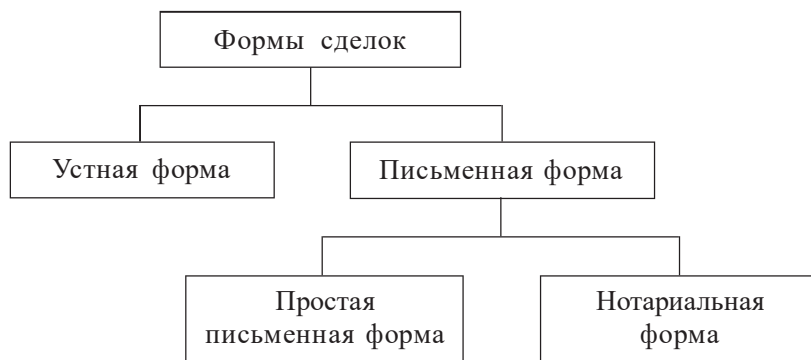 Формы сделок
Устная форма
Письменная форма
Простая
письменная форма
Нотариальная
форма